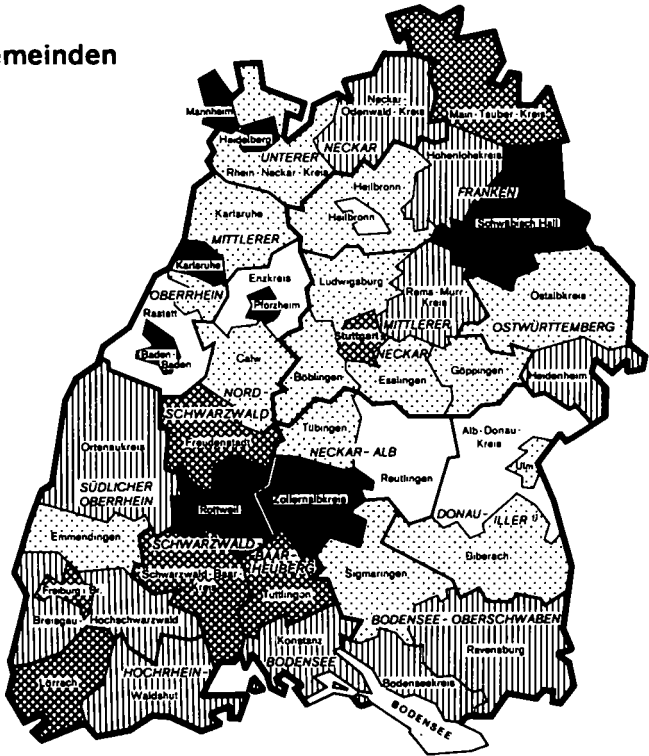 emeinden
Mannheim
Neckar-
Odenwald-Kreis
Main-Tauber-Kreis
Heidelberg
UNTERER
NECKAR
Rhein-Neckar-Kreis
Hohenlohekreis
FRANKEN
Heilbronn
Heilbronn
Schwäbisch Hall
Karlsruhe
MITTLERER
Karlsruhe
Enzkreis
Ludwigsburg
OBERRHEIN
Pforzheim
Rems-Murr-
Kreis
Ostalbkreis
OSTWÜRTTEMBERG
Rastatt
MITTLERER
Stuttgart
Baden-
Baden
Calw
NECKAR
Göppingen
Böblingen
Esslingen
Heidenheim
NORD
SCHWARZWALD
Freudenstadt
Tübingen
Alb-Donau-
Kreis
Ortenaukreis
NECKAR-ALB
Ulm
Reutlingen
SÜDLICHER
OBERRHEIN
Rottweil
Zollernalbkreis
DONAU-
ILLER 1)
Emmendingen
SCHWARZWALD-
BAAR-
HEUBERG
Biberach
Schwarzwald-Baar
Kreis
Sigmaringen
Freiburg i.Br.
Tuttlingen
Breisgau-Hochschwarzwald
BODENSEE-OBERSCHWABEN
Konstanz
Ravensburg
Lörrach
HOCHRHEIN-
BODENSEE
Waldshut
Bodenseekreis
BODENSEE